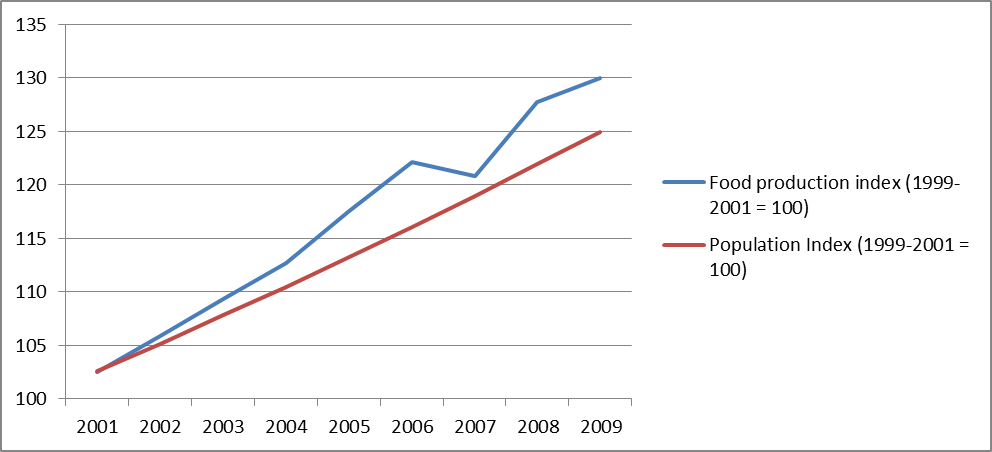 135
130
125
120
115
110
105
100
2001 2002 2003 2004 2005 2006 2007 2008 2009
Food production index (1999-
2001 = 100)
Population Index (1999-2001 =
100)